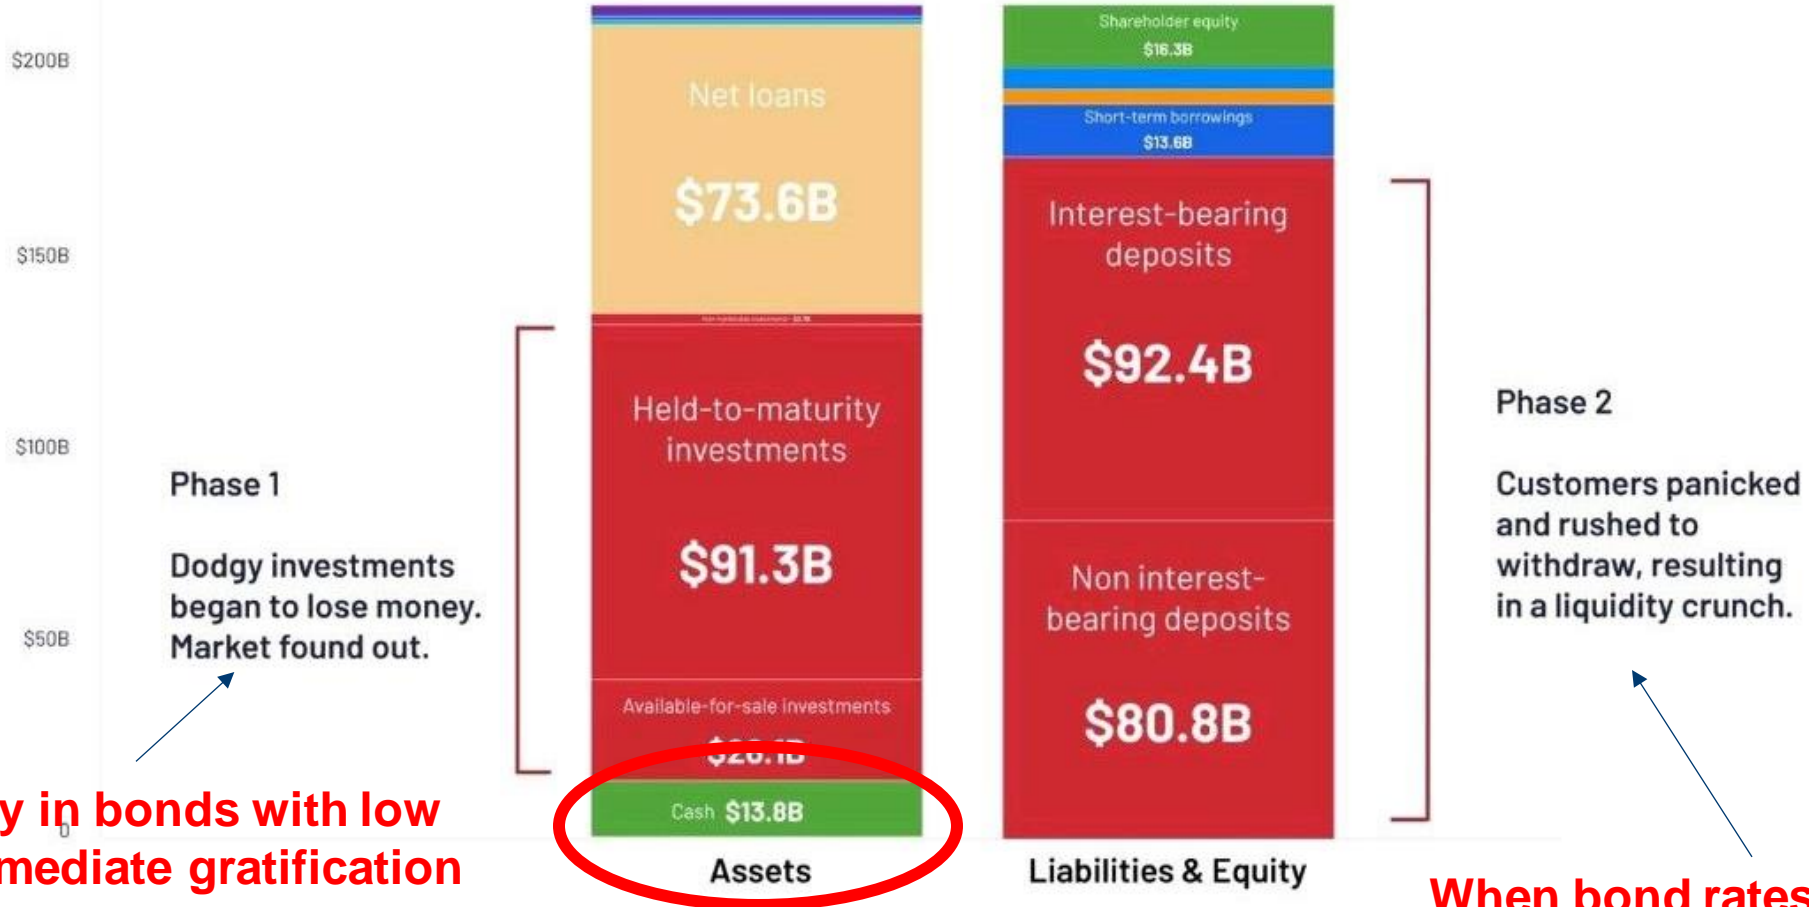 $200B
$150B
$100B
$50B
0
Phase 1
Dodgy investments
began to lose money.
Market found out.
y in bonds with low
mediate gratification
Net loans
$73.6B
Held-to-maturity
investments
$91.3B
Available-for-sale investments
$26.1B
Cash $13.8B
Assets
Shareholder equity
$16.3B
Short-term borrowings
$13.6B
Interest-bearing
deposits
$92.4B
Non interest-
bearing deposits
$80.8B
Liabilities & Equity
Phase 2
Customers panicked
and rushed to
withdraw, resulting
in a liquidity crunch.
When bond rates